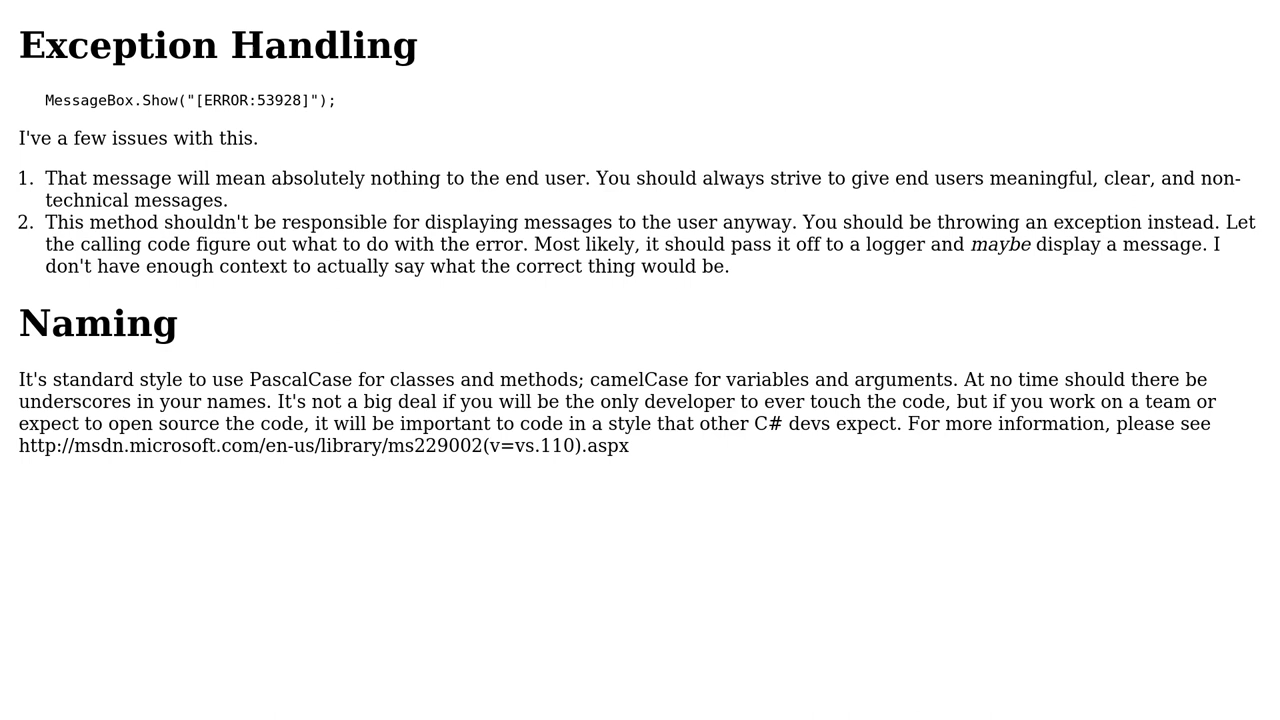 Exception Handling
MessageBox.Show("[ERROR:53928]");
I've a few issues with this.
1. That message will mean absolutely nothing to the end user. You should always strive to give end users meaningful, clear, and non-
technical messages.
2. This method shouldn't be responsible for displaying messages to the user anyway. You should be throwing an exception instead. Let
the calling code figure out what to do with the error. Most likely, it should pass it off to a logger and maybe display a message. I
don't have enough context to actually say what the correct thing would be.
Naming
It's standard style to use PascalCase for classes and methods; camelCase for variables and arguments. At no time should there be
underscores in your names. It's not a big deal if you will be the only developer to ever touch the code, but if you work on a team or
expect to open source the code, it will be important to code in a style that other C# devs expect. For more information, please see
http://msdn.microsoft.com/en-us/library/ms229002(v=vs.110).aspx